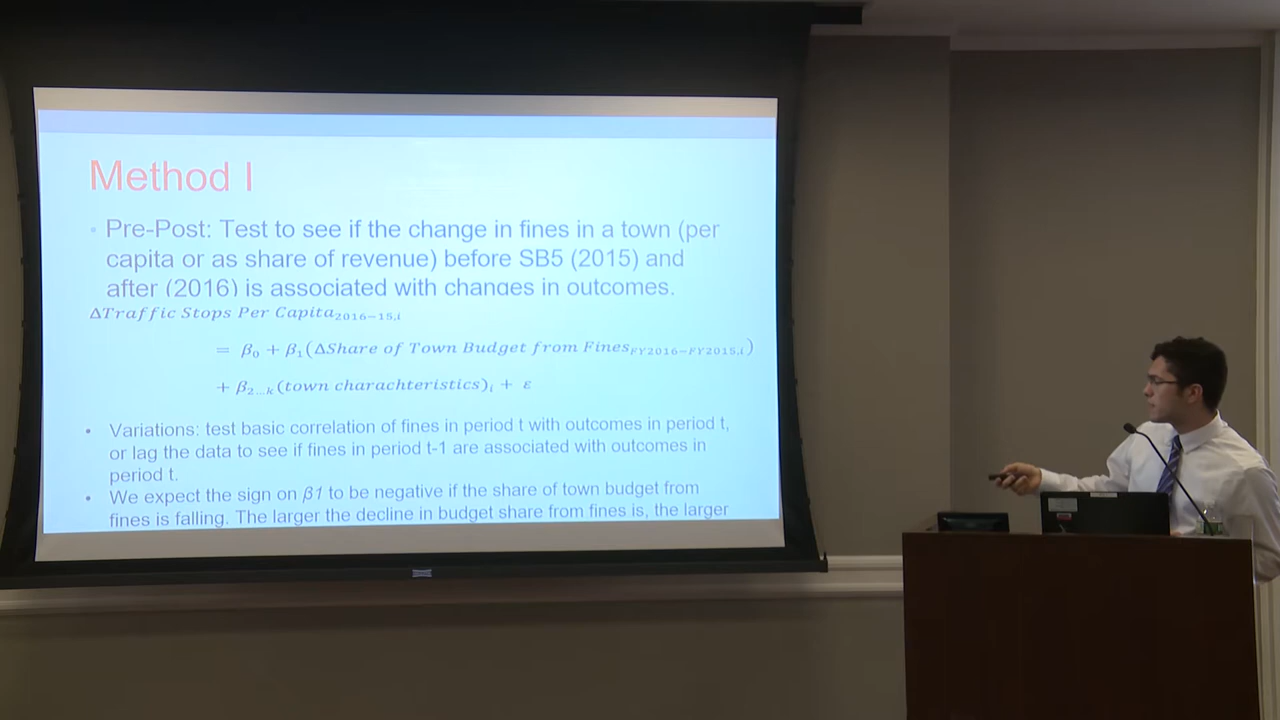 Method I
Pre-Post: Test to see if the change in fines in a town (per
capita or as share of revenue) before SB5 (2015) and
after (2016) is associated with changes in outcomes.
ΔTraffic Stops Per Capita₂₀₁₆₋₁₅,ᵢ
= β₀ + β₁(ΔShare of Town Budget from Fines_FY2016−FY2015,i)
+ β₂…ₖ(town charachteristics)ᵢ + ε
• Variations: test basic correlation of fines in period t with outcomes in period t,
or lag the data to see if fines in period t-1 are associated with outcomes in
period t.
• We expect the sign on β1 to be negative if the share of town budget from
fines is falling. The larger the decline in budget share from fines is, the larger